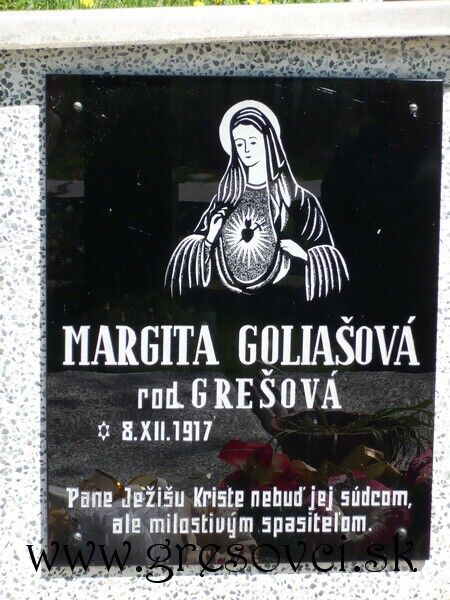 MARGITA GOLIAŠOVÁ
rod. GREŠOVÁ
✡ 8.XII.1917
Pane Ježišu Kriste nebuď jej súdcom,
ale milostivým spasiteľom.
www.gresovci.sk